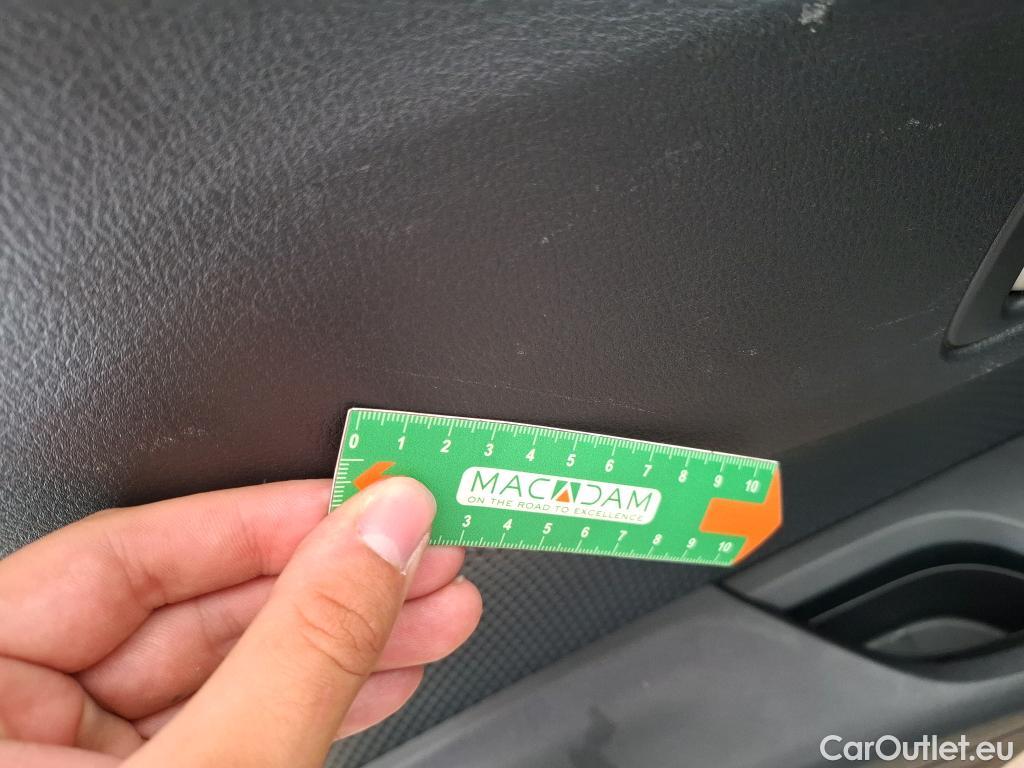 0 1 2 3 4 5 6 7 8 9 10
MACADAM
ON THE ROAD TO EXCELLENCE
3 4 5 6 7 8 9 10
CarOutlet.eu